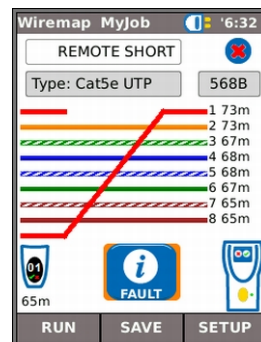 Wiremap MyJob '6:32
REMOTE SHORT
Type: Cat5e UTP 568B
1 73m
2 73m
3 67m
4 68m
5 68m
6 67m
7 65m
8 65m
01
65m
i
FAULT
RUN SAVE SETUP